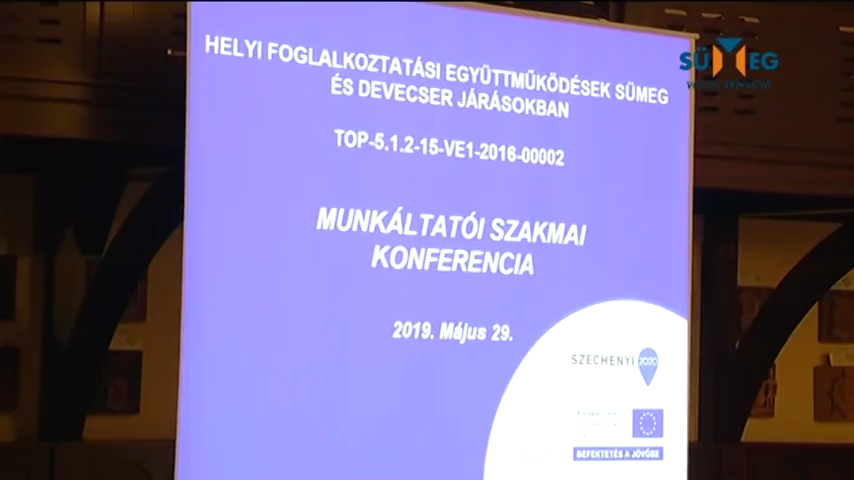 HELYI FOGLALKOZTATÁSI EGYÜTTMŰKÖDÉSEK SÜMEG
ÉS DEVECSER JÁRÁSOKBAN
TOP-5.1.2-15-VE1-2016-00002
MUNKÁLTATÓI SZAKMAI
KONFERENCIA
2019. Május 29.
SZÉCHENYI 2020
BEFEKTETÉS A JÖVŐBE
SÜMEG